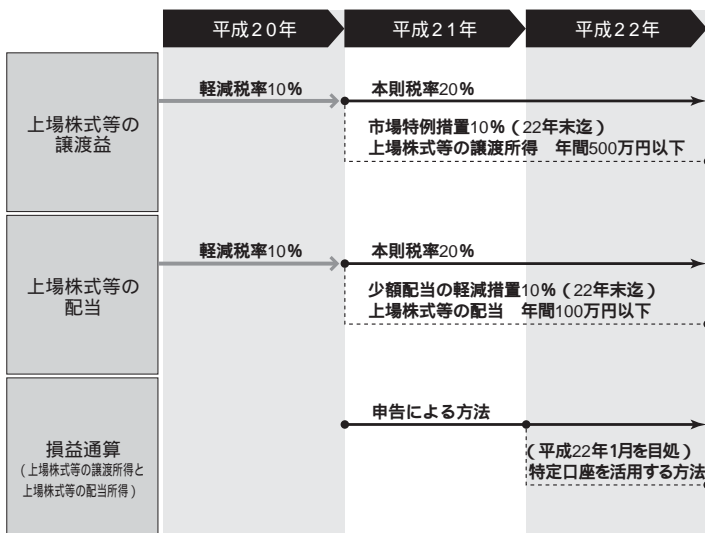 平成20年
平成21年
平成22年
上場株式等の
譲渡益
軽減税率10%
本則税率20%
市場特例措置10%（22年末迄）
上場株式等の譲渡所得　年間500万円以下
上場株式等の
配当
軽減税率10%
本則税率20%
少額配当の軽減措置10%（22年末迄）
上場株式等の配当　年間100万円以下
損益通算
（上場株式等の譲渡所得と
上場株式等の配当所得）
申告による方法
（平成22年1月を目処）
特定口座を活用する方法